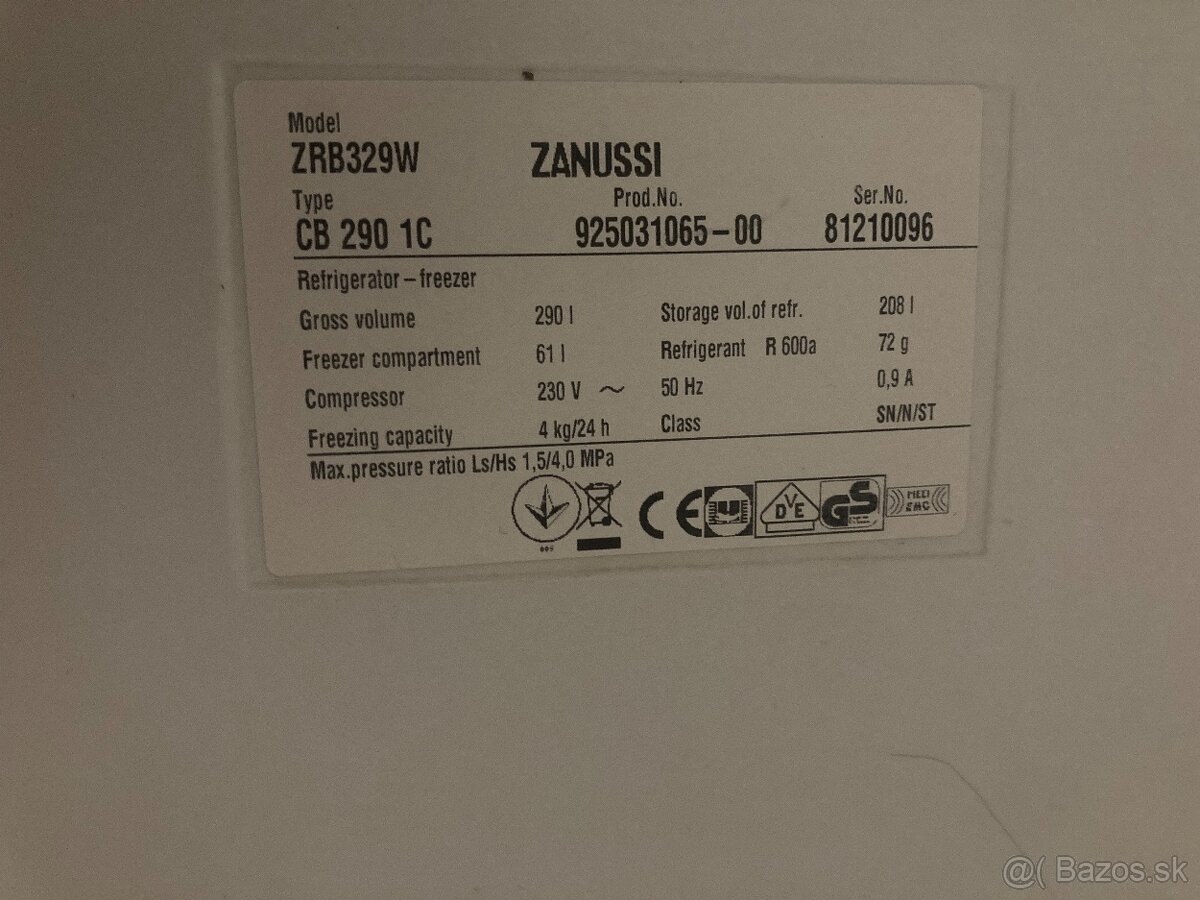 Model
ZRB329W ZANUSSI
Type Prod.No. Ser.No.
CB 290 1C 925031065-00 81210096
Refrigerator-freezer
Gross volume 290 l Storage vol.of refr. 208 l
Freezer compartment 61 l Refrigerant R 600a 72 g
Compressor 230 V ~ 50 Hz 0,9 A
Freezing capacity 4 kg/24 h Class SN/N/ST
Max.pressure ratio Ls/Hs 1,5/4,0 MPa
CE DVE GS
@( Bazos.sk